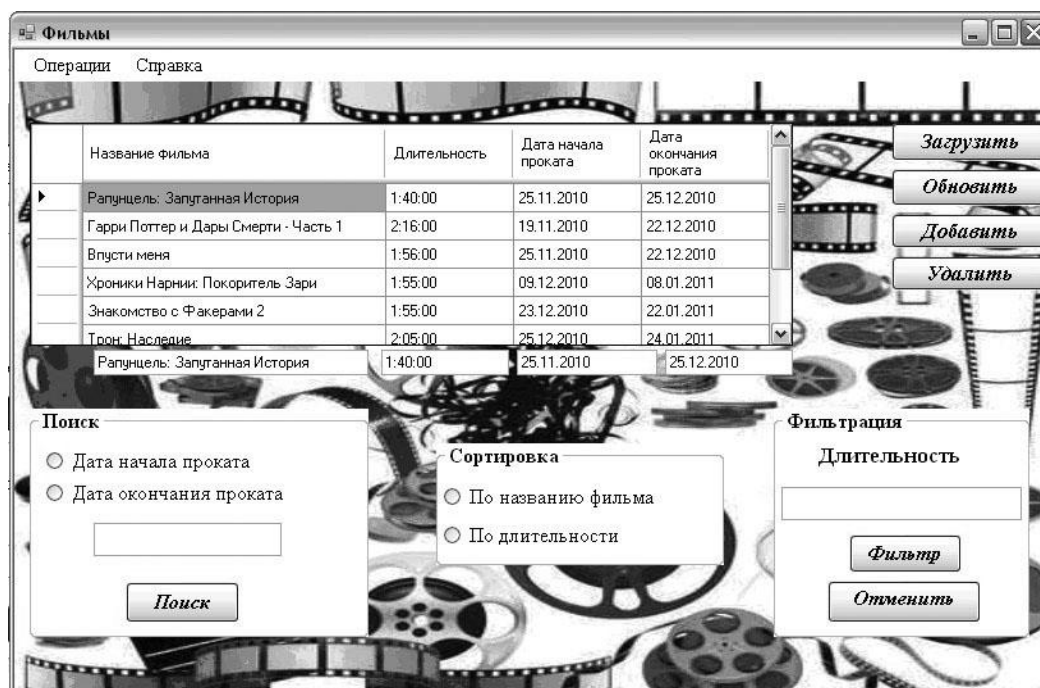 Фильмы
Операции Справка
Название фильма Длительность Дата начала проката Дата окончания проката
Рапунцель: Запутанная История 1:40:00 25.11.2010 25.12.2010
Гарри Поттер и Дары Смерти - Часть 1 2:16:00 19.11.2010 22.12.2010
Впусти меня 1:56:00 25.11.2010 22.12.2010
Хроники Нарнии: Покоритель Зари 1:55:00 09.12.2010 08.01.2011
Знакомство с Факерами 2 1:55:00 23.12.2010 22.01.2011
Трон: Наследие 2:05:00 25.12.2010 24.01.2011
Рапунцель: Запутанная История 1:40:00 25.11.2010 25.12.2010
Загрузить
Обновить
Добавить
Удалить
Поиск
Дата начала проката
Дата окончания проката
Поиск
Сортировка
По названию фильма
По длительности
Фильтрация
Длительность
Фильтр
Отменить